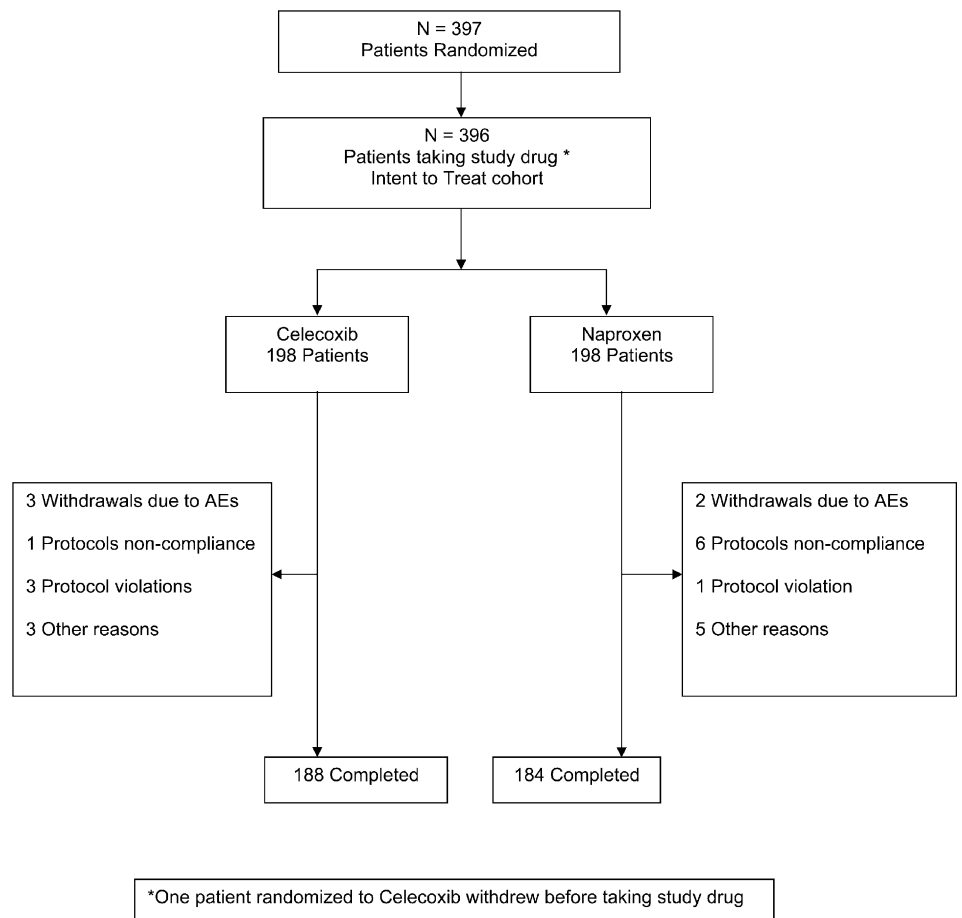 N = 397
Patients Randomized
N = 396
Patients taking study drug *
Intent to Treat cohort
Celecoxib
198 Patients
Naproxen
198 Patients
3 Withdrawals due to AEs
1 Protocols non-compliance
3 Protocol violations
3 Other reasons
2 Withdrawals due to AEs
6 Protocols non-compliance
1 Protocol violation
5 Other reasons
188 Completed
184 Completed
*One patient randomized to Celecoxib withdrew before taking study drug